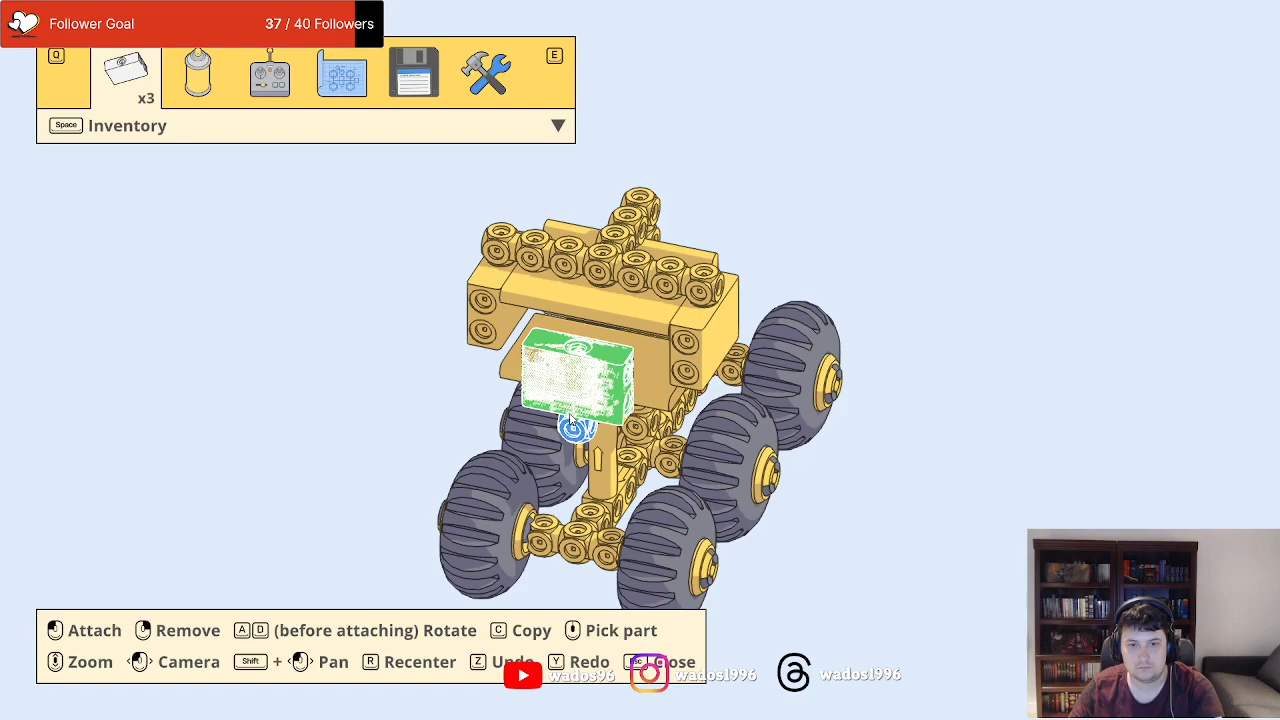 Follower Goal 37 / 40 Followers
Q E
x3
Space Inventory
Attach Remove A D (before attaching) Rotate C Copy Pick part
Zoom Camera Shift + Pan R Recenter Z Undo Y Redo Close
wados96 wados1996 wados1996